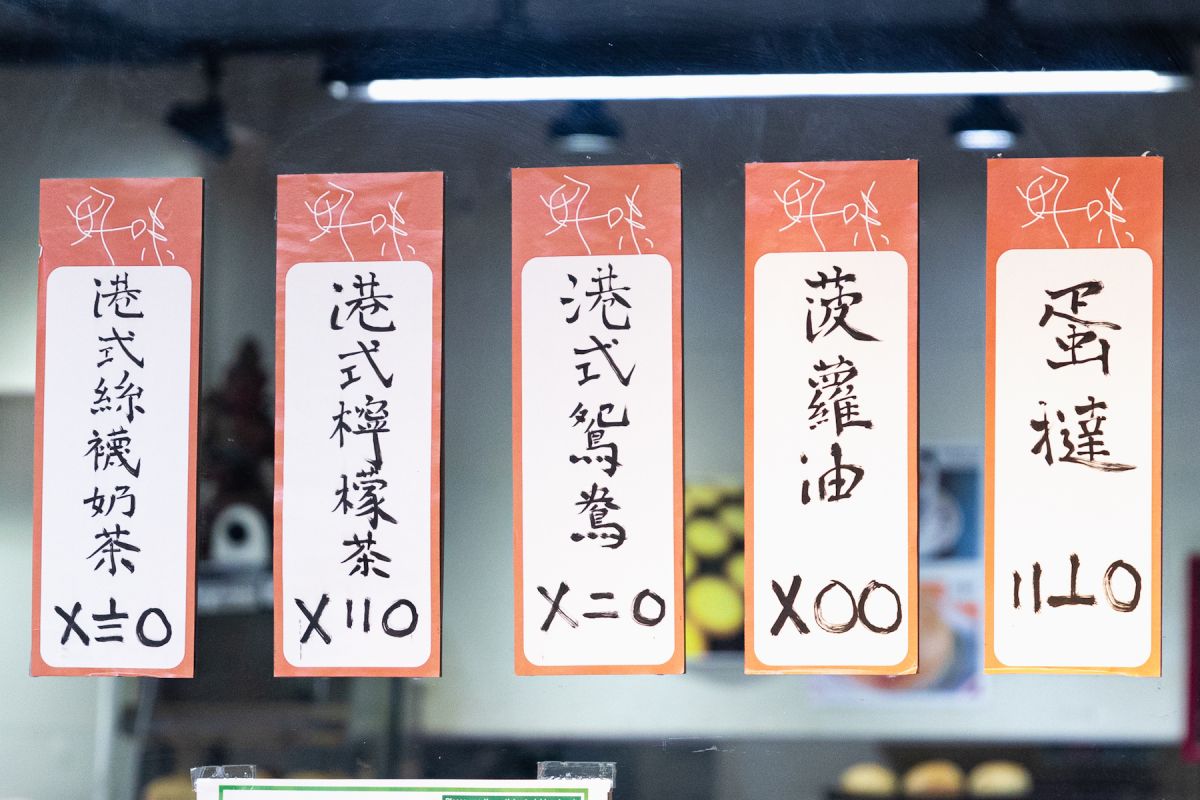 好味
港式絲襪奶茶
〤〨〇
好味
港式檸檬茶
〤〢〇
好味
港式鴛鴦
〤二〇
好味
菠蘿油
〤〇〇
好味
蛋撻
〢〦〇